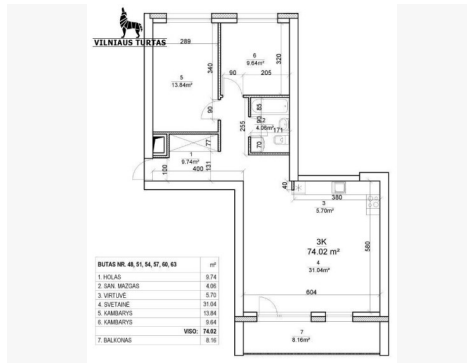 VILNIAUS TURTAS
289
6
9.64m²
320
340
90
205
5
13.84m²
90
85
90
2
4.06m²
171
255
70
77
1
9.74m²
131
120
400
40
380
3
5.70m²
3K
74.02 m²
4
31.04m²
580
604
7
8.16m²
BUTAS NR. 48, 51, 54, 57, 60, 63 m²
1. HOLAS 9.74
2. SAN. MAZGAS 4.06
3. VIRTUVĖ 5.70
4. SVETAINĖ 31.04
5. KAMBARYS 13.84
6. KAMBARYS 9.64
VISO: 74.02
7. BALKONAS 8.16